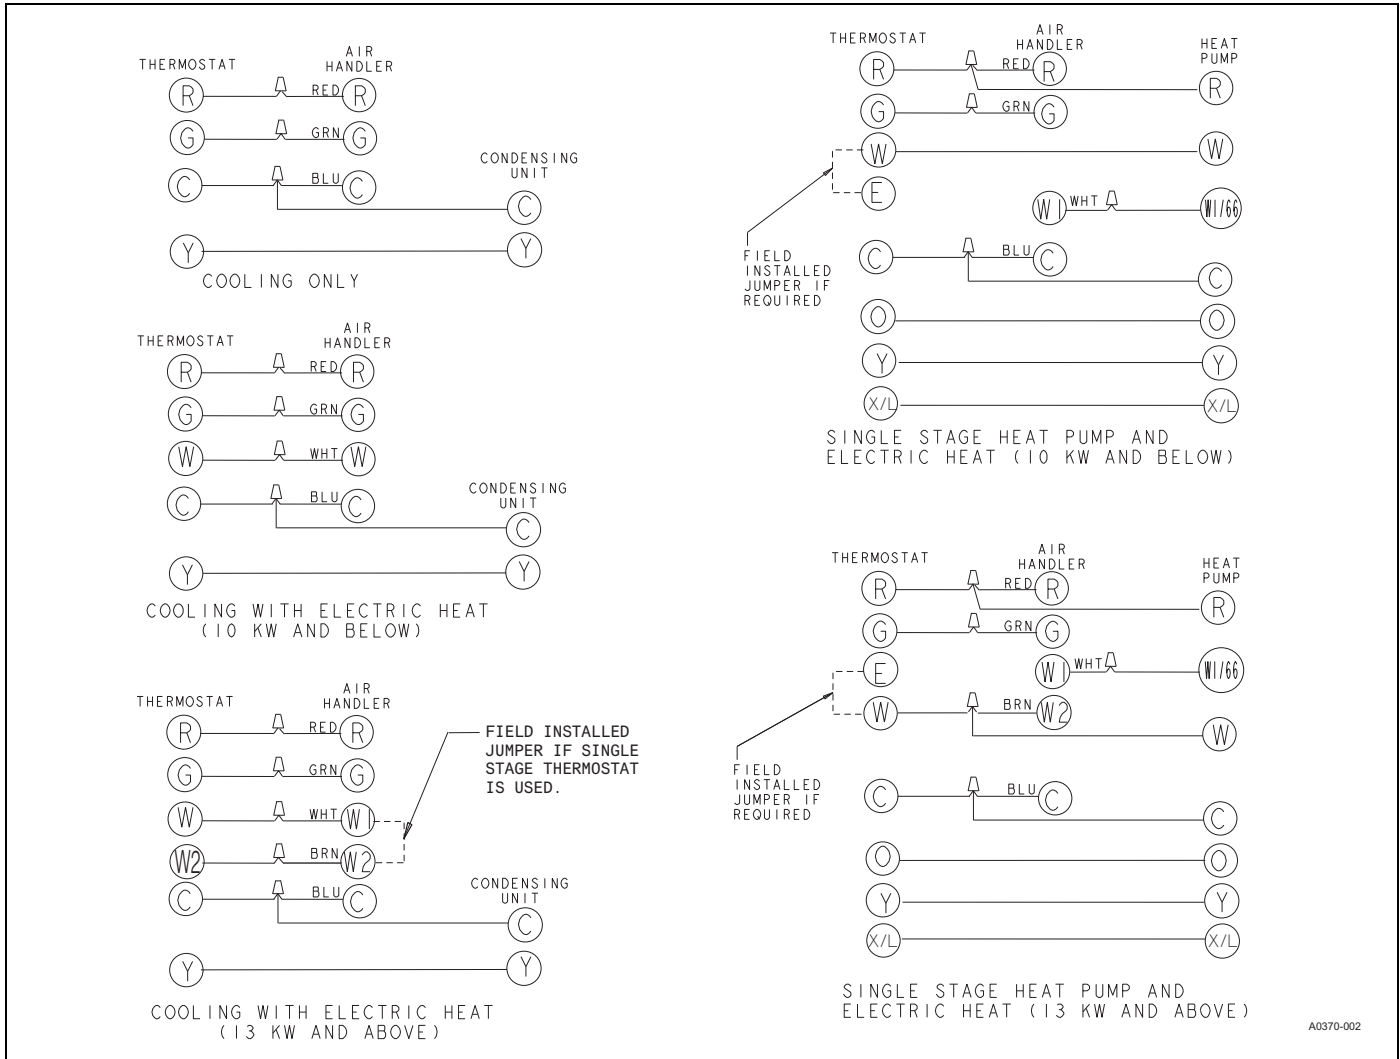 THERMOSTAT
AIR
HANDLER
R RED R
G GRN G
CONDENSING
UNIT
C BLU C
C
Y Y
COOLING ONLY
THERMOSTAT
AIR
HANDLER
R RED R
G GRN G
W WHT W
CONDENSING
UNIT
C BLU C
C
Y Y
COOLING WITH ELECTRIC HEAT
(10 KW AND BELOW)
THERMOSTAT
AIR
HANDLER
R RED R
G GRN G
W WHT W1
W2 BRN W2
FIELD INSTALLED
JUMPER IF SINGLE
STAGE THERMOSTAT
IS USED.
C BLU C
CONDENSING
UNIT
C
Y Y
COOLING WITH ELECTRIC HEAT
(13 KW AND ABOVE)
THERMOSTAT
AIR
HANDLER
HEAT
PUMP
R RED R
R
G GRN G
W W
E
W1 WHT W1/66
FIELD
INSTALLED
JUMPER IF
REQUIRED
C BLU C
C
O O
Y Y
X/L X/L
SINGLE STAGE HEAT PUMP AND
ELECTRIC HEAT (10 KW AND BELOW)
THERMOSTAT
AIR
HANDLER
HEAT
PUMP
R RED R
R
G GRN G
E W1 WHT W1/66
W BRN W2
W
FIELD
INSTALLED
JUMPER IF
REQUIRED
C BLU C
C
O O
Y Y
X/L X/L
SINGLE STAGE HEAT PUMP AND
ELECTRIC HEAT (13 KW AND ABOVE)
A0370-002